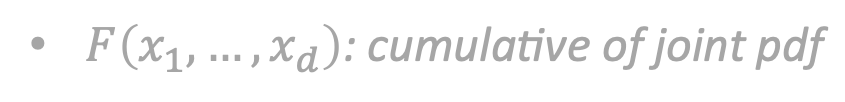 • F(x₁, …, x_d): cumulative of joint pdf